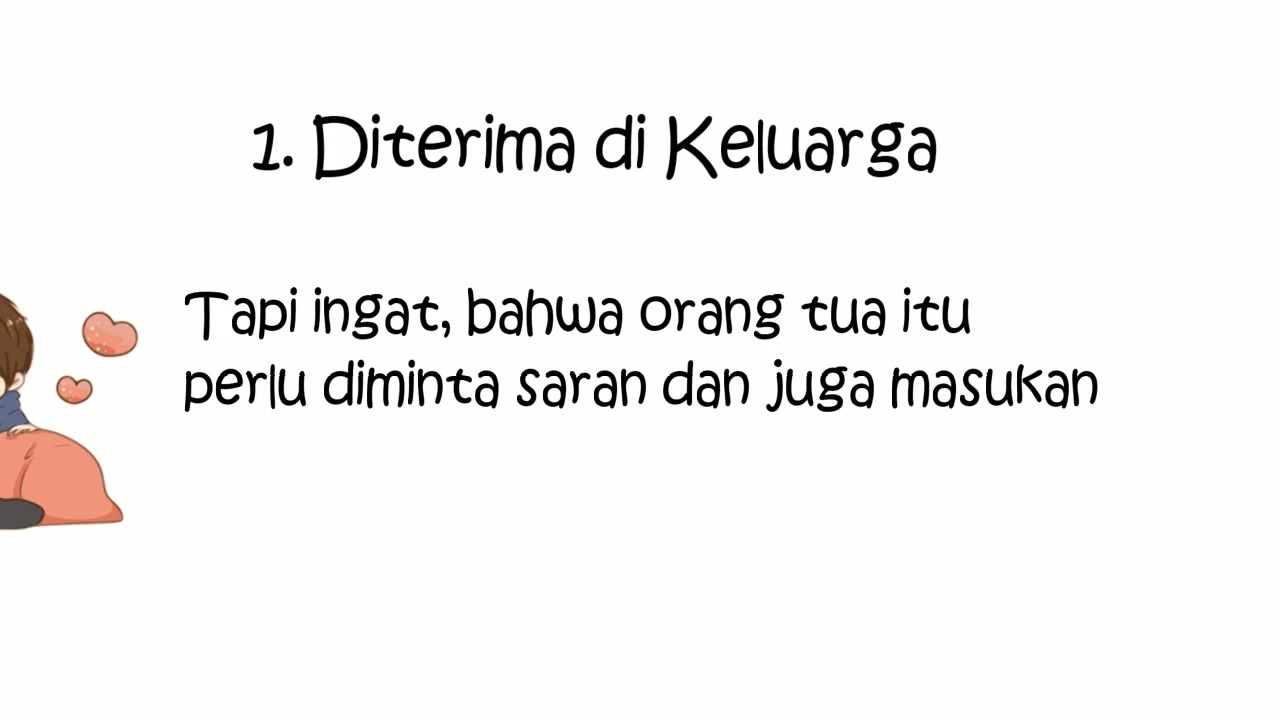 1. Diterima di Keluarga
Tapi ingat, bahwa orang tua itu
perlu diminta saran dan juga masukan